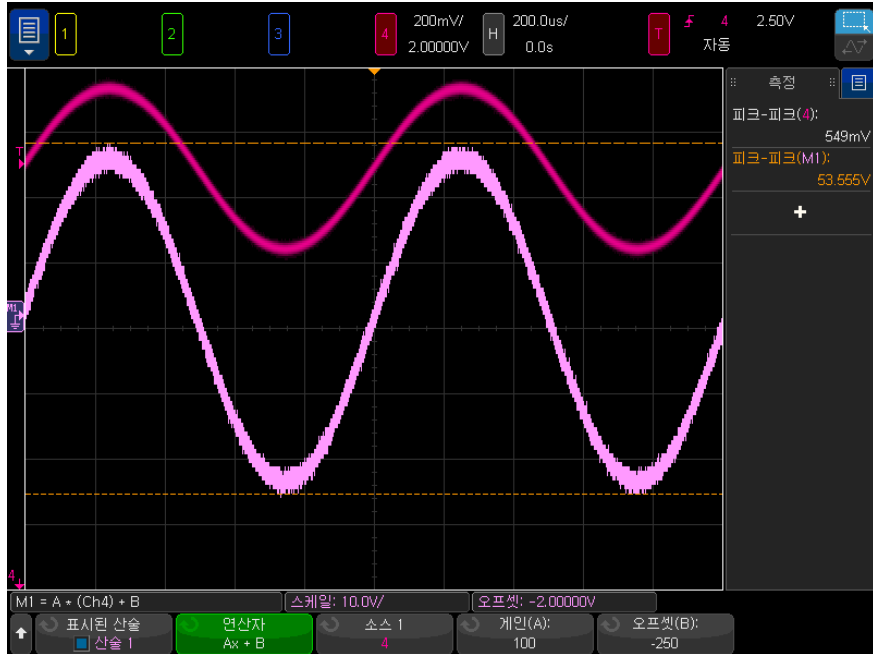 1
2
3
4
200mV/
2.00000V
H
200.0us/
0.0s
T
4
자동
2.50V
측정
피크-피크(4):
549mV
피크-피크(M1):
53.555V
+
T
M1
4
M1 = A * (Ch4) + B
스케일: 10.0V/
오프셋: -2.00000V
표시된 산술
산술 1
연산자
Ax + B
소스 1
4
게인(A):
100
오프셋(B):
-250